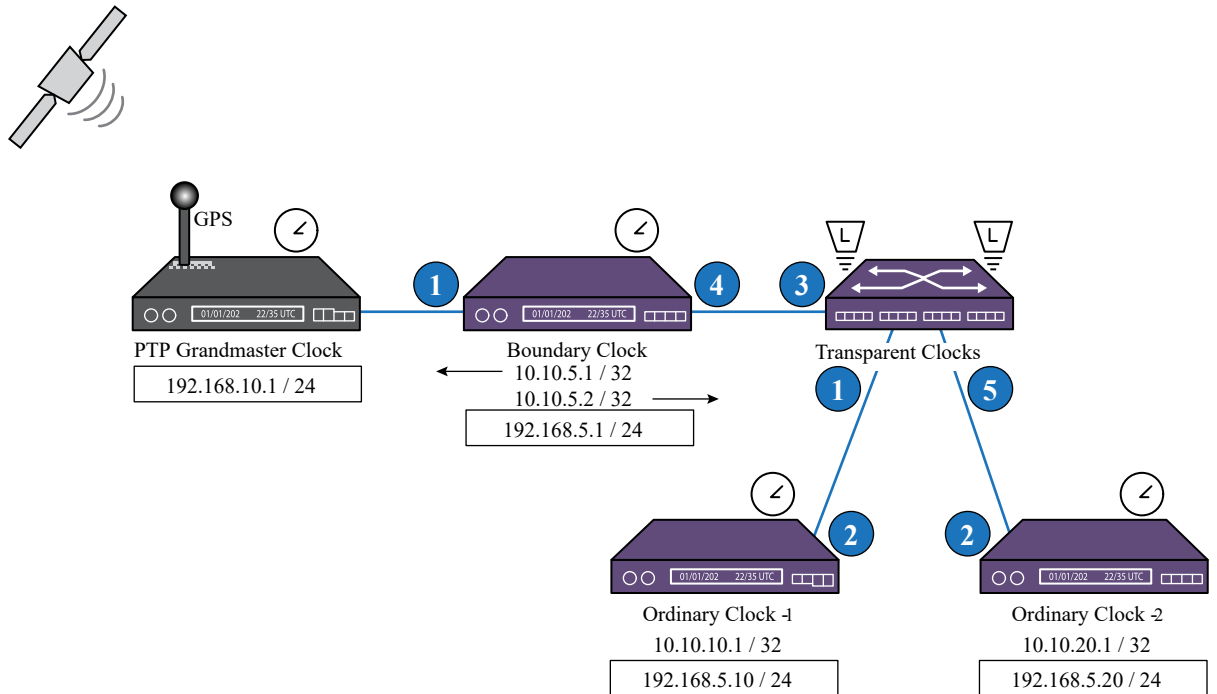 GPS
L
L
1
4
3
01/01/202 22/35 UTC
01/01/202 22/35 UTC
PTP Grandmaster Clock
192.168.10.1 / 24
Boundary Clock
10.10.5.1 / 32
10.10.5.2 / 32
192.168.5.1 / 24
Transparent Clocks
1
5
2
2
01/01/202 22/35 UTC
01/01/202 22/35 UTC
Ordinary Clock -1
10.10.10.1 / 32
192.168.5.10 / 24
Ordinary Clock -2
10.10.20.1 / 32
192.168.5.20 / 24